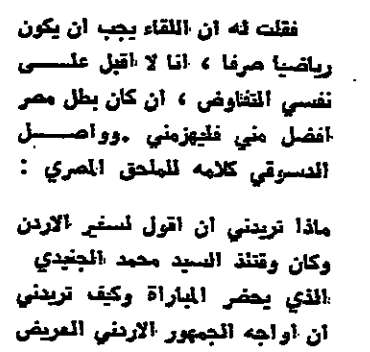 فقلت له ان اللقاء يجب ان يكون
رياضيا صرفا ، انا لا اقبل علـــى
نفسي التفاوض ، ان كان بطل مصر
افضل مني فليهزمني .وواصـــل
الدسوقي كلامه للملحق المصري :
ماذا تريدني ان اقول لسفير الاردن
وكان وقتئذ السيد محمد الجنيدي
الذي يحضر المباراة وكيف تريدني
ان اواجه الجمهور الاردني العريض